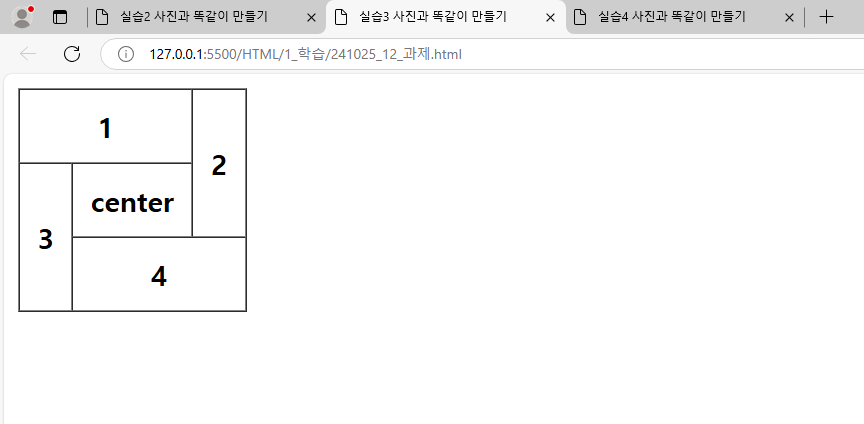 실습2 사진과 똑같이 만들기
실습3 사진과 똑같이 만들기
실습4 사진과 똑같이 만들기
127.0.0.1:5500/HTML/1_학습/241025_12_과제.html
1
2
center
3
4